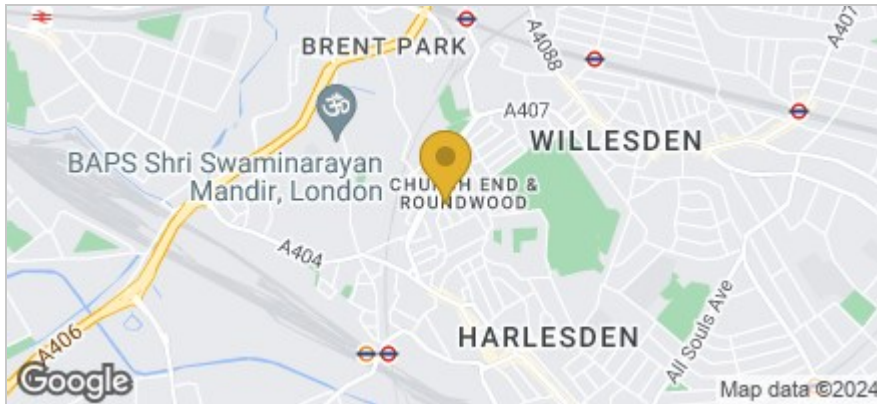 BRENT PARK
A4088
A407
A407
WILLESDEN
BAPS Shri Swaminarayan
Mandir, London
CHURCH END &
ROUNDWOOD
A404
All Souls Ave
HARLESDEN
A406
Google
Map data ©2024